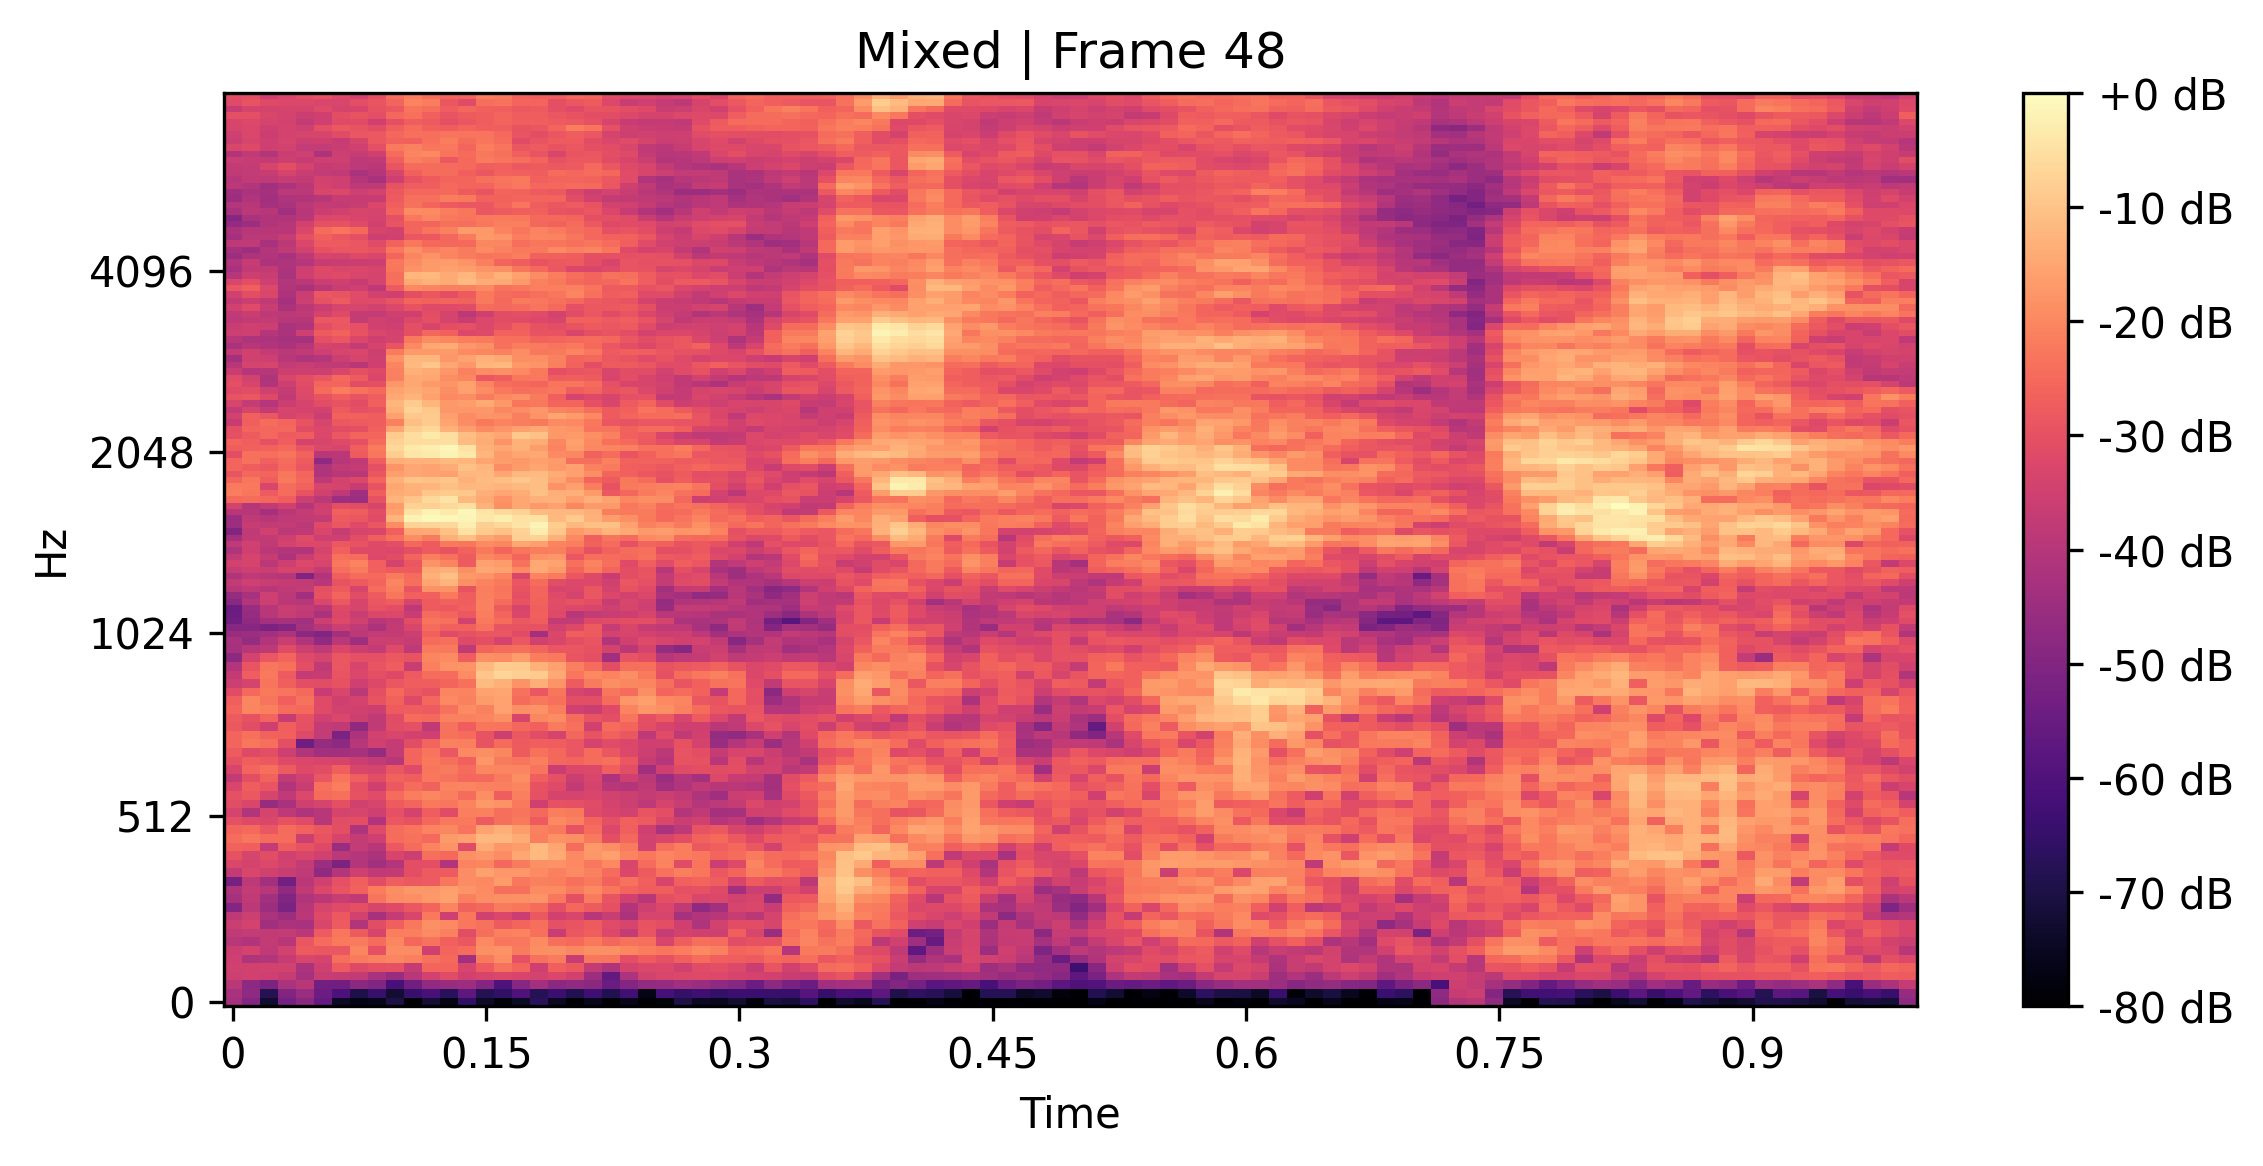 Mixed | Frame 48
Hz
4096
2048
1024
512
0
0 0.15 0.3 0.45 0.6 0.75 0.9
Time
+0 dB
-10 dB
-20 dB
-30 dB
-40 dB
-50 dB
-60 dB
-70 dB
-80 dB